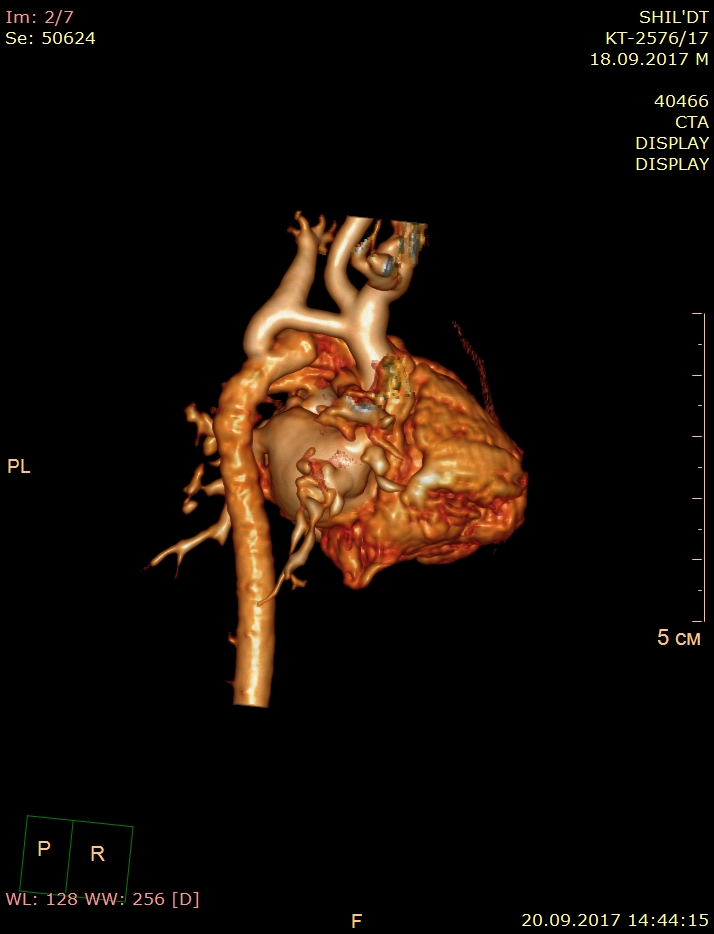 Im: 2/7
Se: 50624
SHIL'DT
KT-2576/17
18.09.2017 M
40466
CTA
DISPLAY
DISPLAY
PL
5 см
P R
WL: 128 WW: 256 [D]
F
20.09.2017 14:44:15